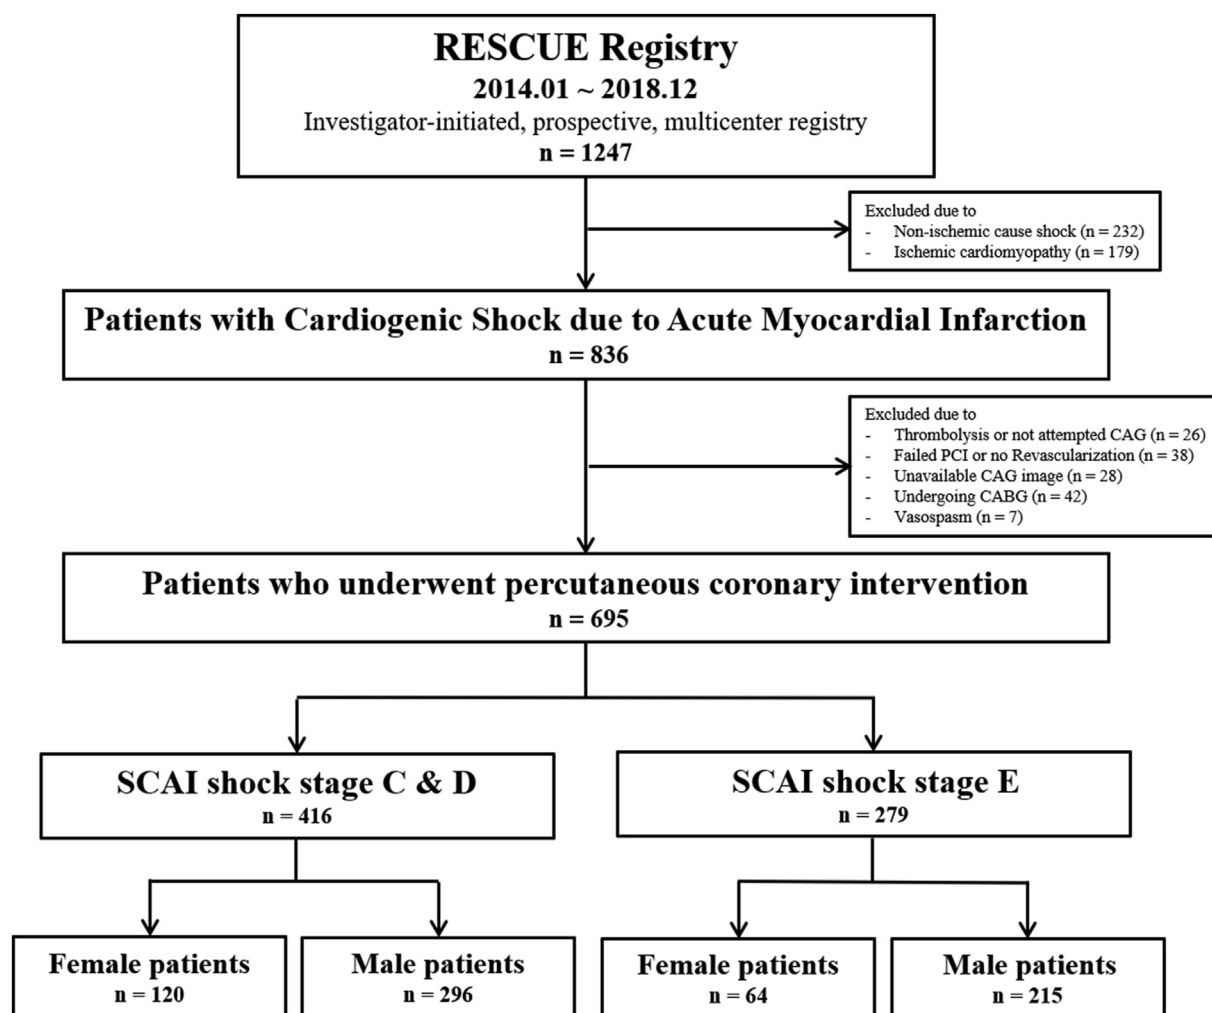 RESCUE Registry
2014.01 ~ 2018.12
Investigator-initiated, prospective, multicenter registry
n = 1247
Excluded due to
- Non-ischemic cause shock (n = 232)
- Ischemic cardiomyopathy (n = 179)
Patients with Cardiogenic Shock due to Acute Myocardial Infarction
n = 836
Excluded due to
- Thrombolysis or not attempted CAG (n = 26)
- Failed PCI or no Revascularization (n = 38)
- Unavailable CAG image (n = 28)
- Undergoing CABG (n = 42)
- Vasospasm (n = 7)
Patients who underwent percutaneous coronary intervention
n = 695
SCAI shock stage C & D
n = 416
SCAI shock stage E
n = 279
Female patients
n = 120
Male patients
n = 296
Female patients
n = 64
Male patients
n = 215